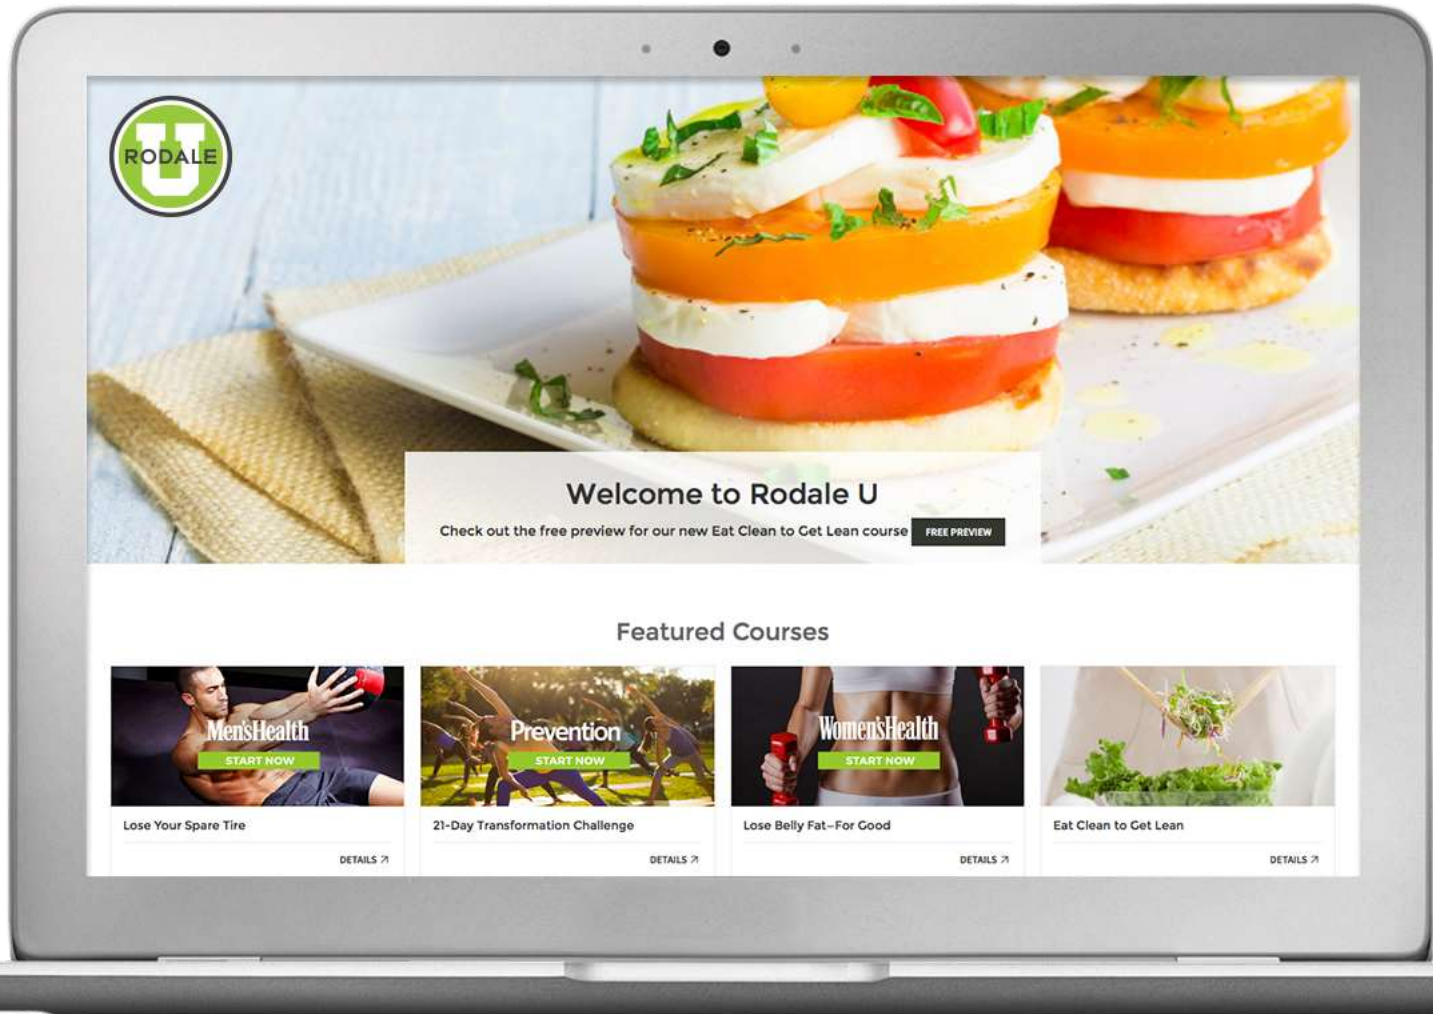 RODALE
U
Welcome to Rodale U
Check out the free preview for our new Eat Clean to Get Lean course FREE PREVIEW
Featured Courses
Men'sHealth
START NOW
Lose Your Spare Tire
DETAILS
Prevention
START NOW
21-Day Transformation Challenge
DETAILS
Women'sHealth
START NOW
Lose Belly Fat—For Good
DETAILS
Eat Clean to Get Lean
DETAILS